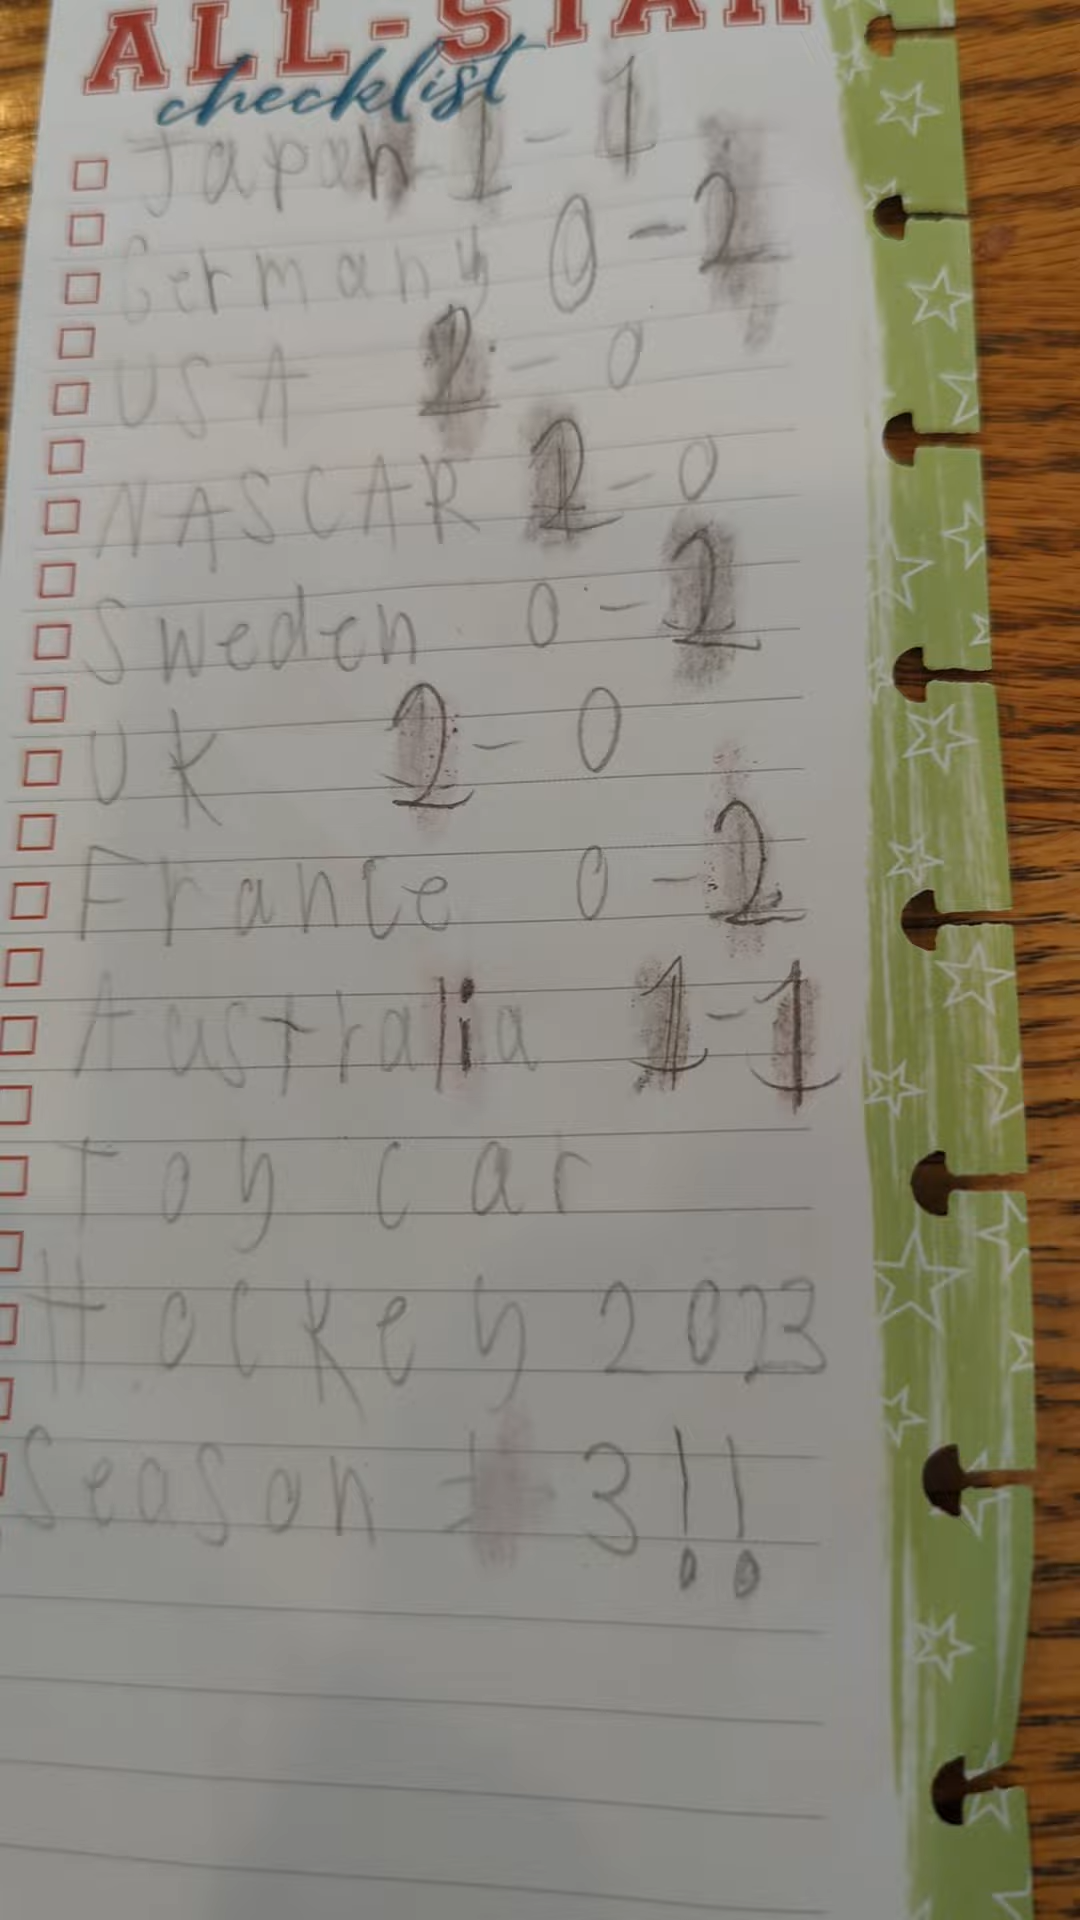 ALL-STAR
checklist
Japan 1-1
Germany 0-2
USA 2-0
NASCAR 2-0
Sweden 0-2
UK 2-0
France 0-2
Australia 1-1
Toy car
Hockey 2023
Season # 3!!